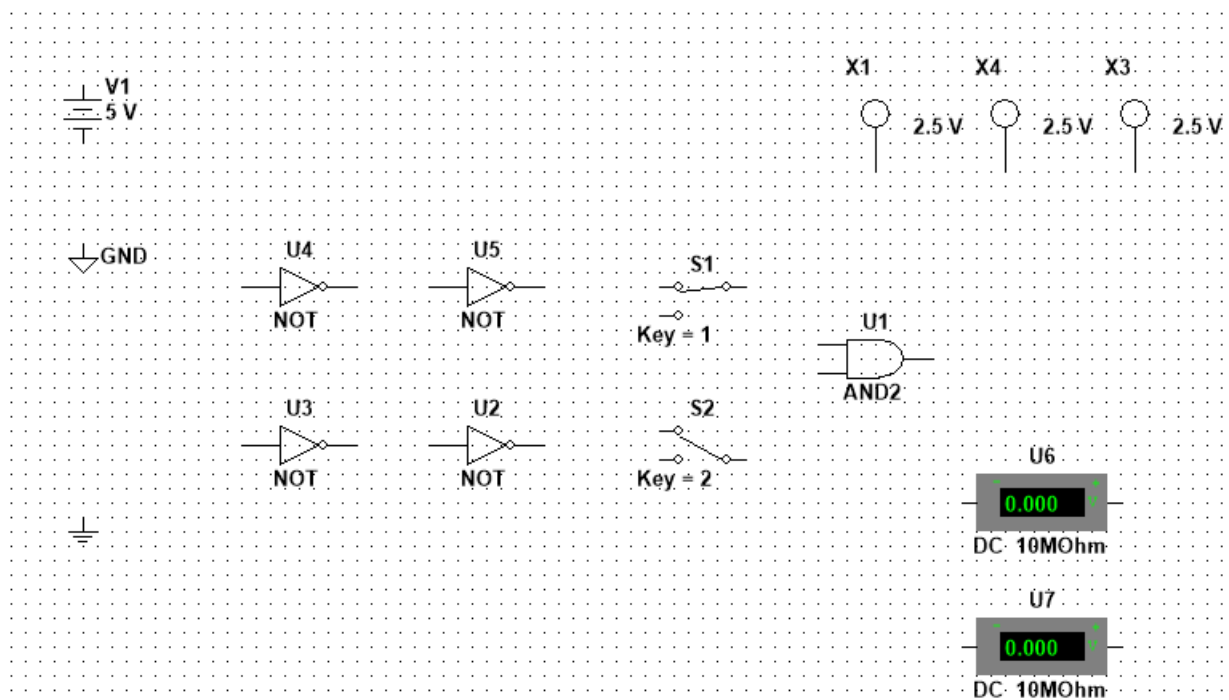 X1 X4 X3
V1
5 V
2.5 V 2.5 V 2.5 V
GND
U4 U5
S1
NOT NOT
Key = 1
U1
AND2
U3 U2 S2
NOT NOT Key = 2
U6
- +
0.000 V
DC 10MOhm
U7
- +
0.000 V
DC 10MOhm